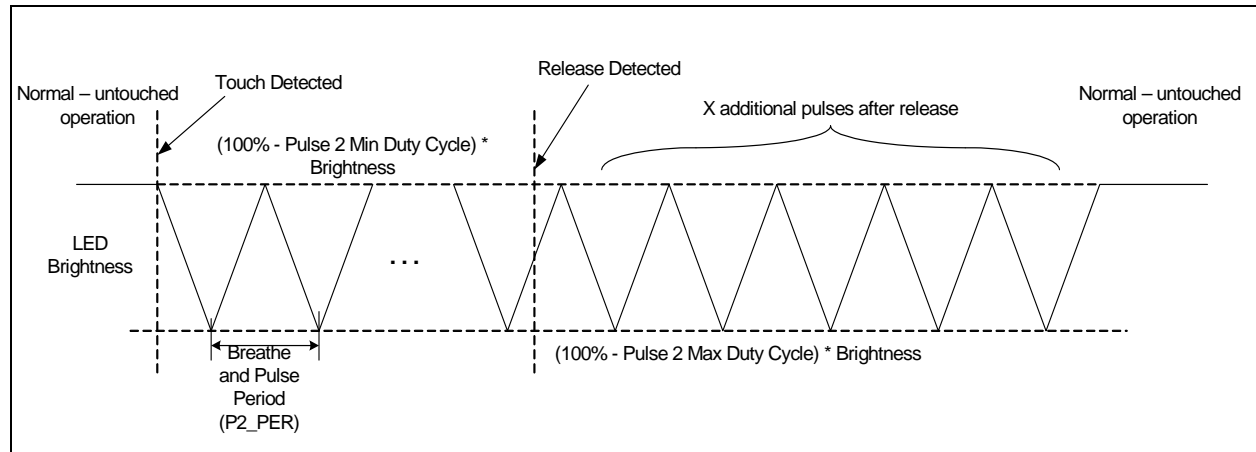 Normal – untouched
operation
Touch Detected
(100% - Pulse 2 Min Duty Cycle) *
Brightness
Release Detected
X additional pulses after release
Normal – untouched
operation
LED
Brightness
. . .
Breathe
and Pulse
Period
(P2_PER)
(100% - Pulse 2 Max Duty Cycle) * Brightness